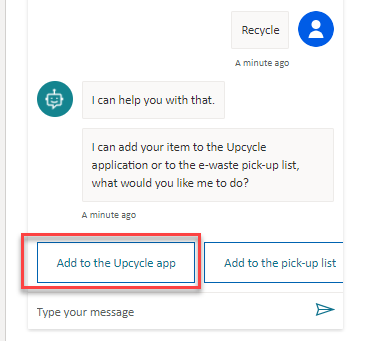 Recycle
A minute ago
I can help you with that.
I can add your item to the Upcycle
application or to the e-waste pick-up list,
what would you like me to do?
A minute ago
Add to the Upcycle app
Add to the pick-up list
Type your message